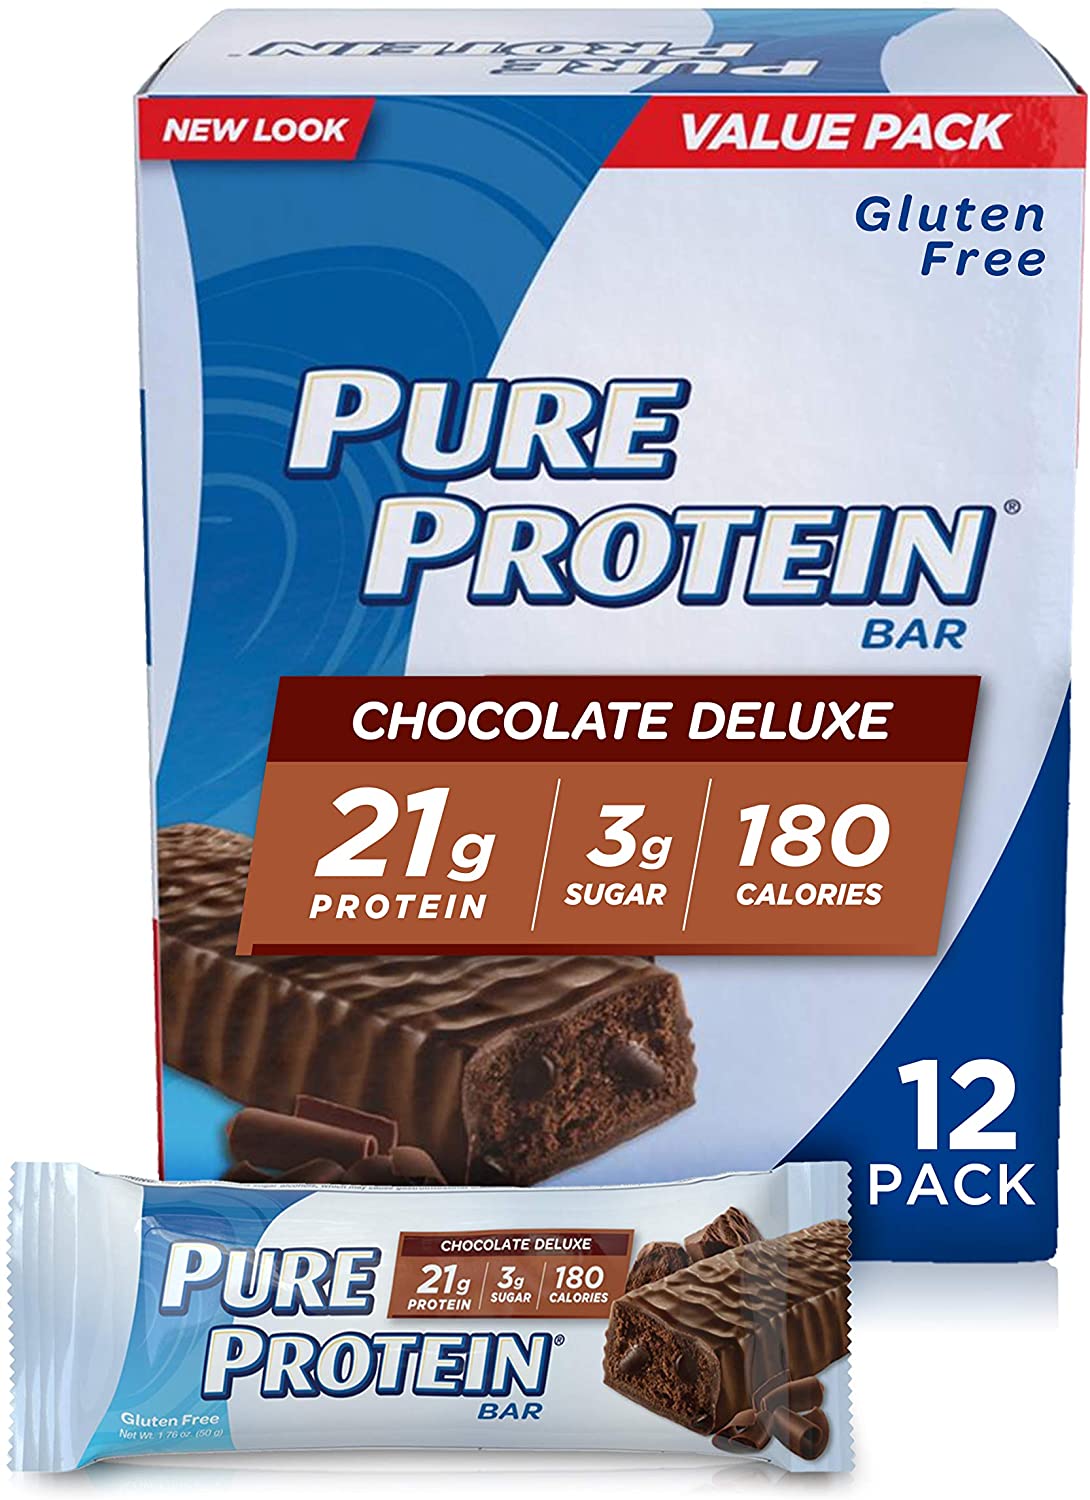 PURE
PROTEIN®
NEW LOOK
VALUE PACK
Gluten
Free
PURE
PROTEIN®
BAR
CHOCOLATE DELUXE
21g
PROTEIN
3g
SUGAR
180
CALORIES
12
PACK
PURE
PROTEIN®
BAR
CHOCOLATE DELUXE
21g
PROTEIN
3g
SUGAR
180
CALORIES
Gluten Free
Net Wt. 1.76 oz. (50 g)